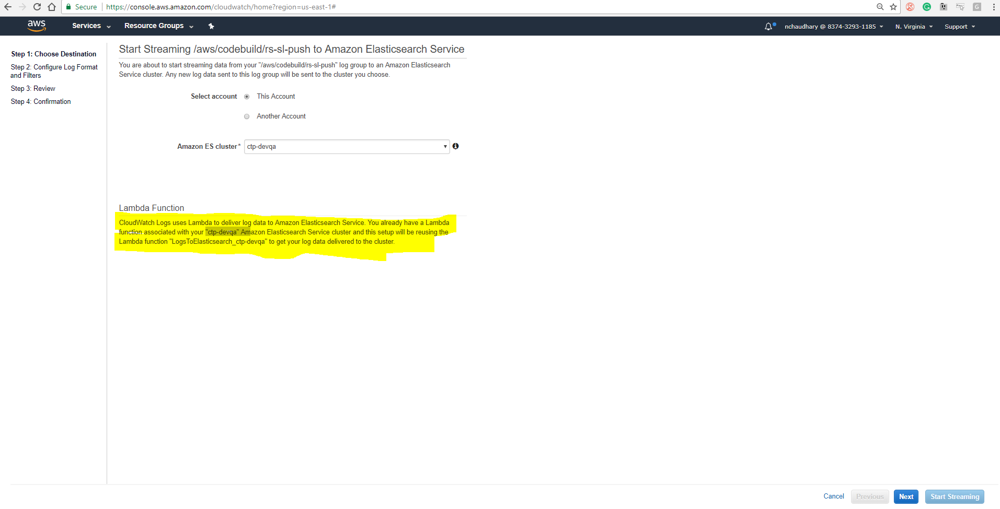 Secure https://console.aws.amazon.com/cloudwatch/home?region=us-east-1#
aws Services Resource Groups nchaudhary @ 8374-3293-1185 N. Virginia Support
Step 1: Choose Destination
Step 2: Configure Log Format
and Filters
Step 3: Review
Step 4: Confirmation
Start Streaming /aws/codebuild/rs-sl-push to Amazon Elasticsearch Service
You are about to start streaming data from your "/aws/codebuild/rs-sl-push" log group to an Amazon Elasticsearch
Service cluster. Any new log data sent to this log group will be sent to the cluster you choose.
Select account This Account
Another Account
Amazon ES cluster* ctp-devqa
Lambda Function
CloudWatch Logs uses Lambda to deliver log data to Amazon Elasticsearch Service. You already have a Lambda
function associated with your "ctp-devqa" Amazon Elasticsearch Service cluster and this setup will be reusing the
Lambda function "LogsToElasticsearch_ctp-devqa" to get your log data delivered to the cluster.
Cancel Previous Next Start Streaming